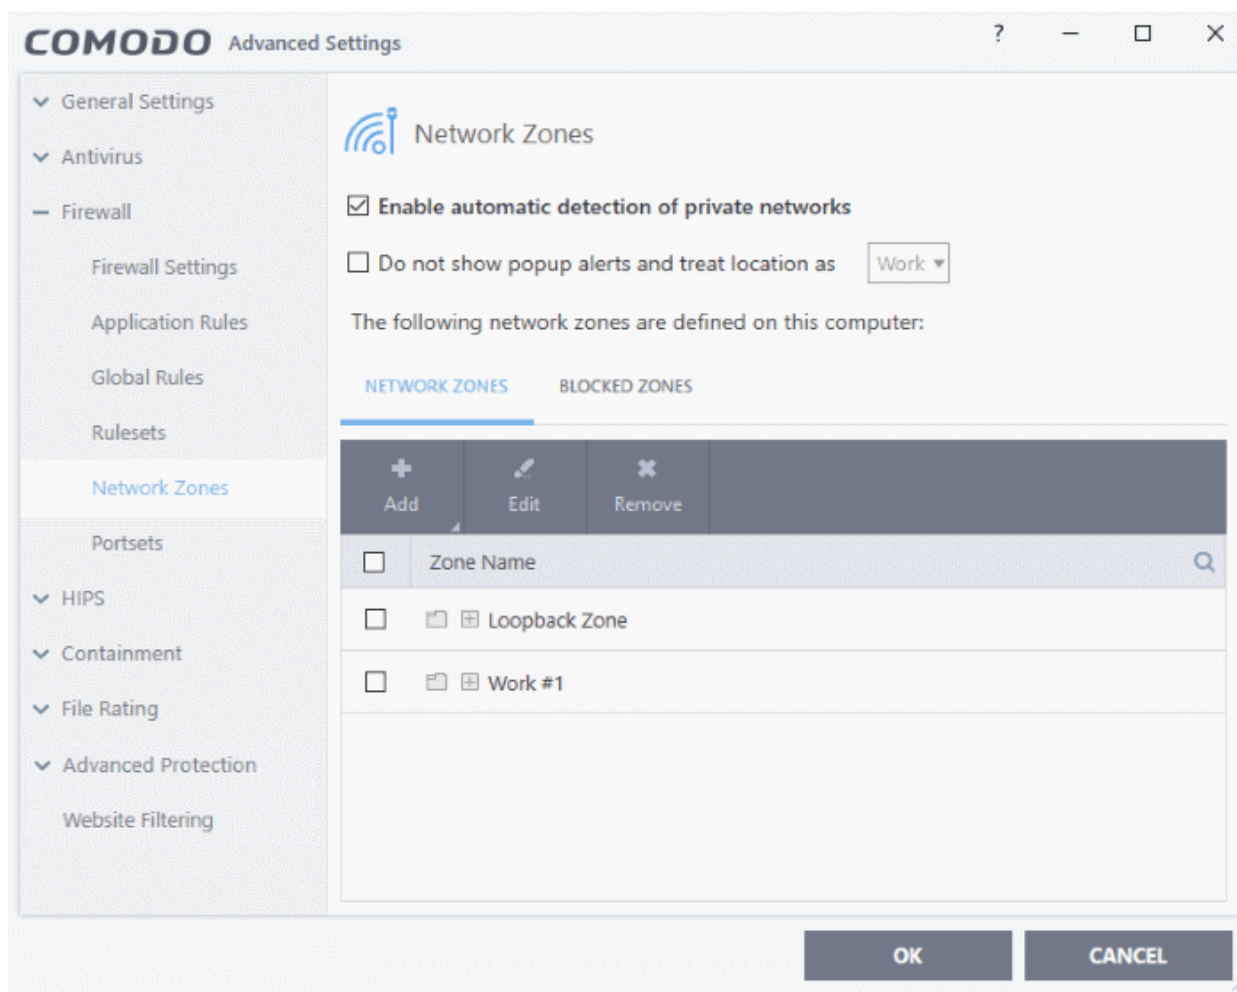 COMODO Advanced Settings ?
General Settings
Antivirus
Firewall
Firewall Settings
Application Rules
Global Rules
Rulesets
Network Zones
Portsets
HIPS
Containment
File Rating
Advanced Protection
Website Filtering
Network Zones
Enable automatic detection of private networks
Do not show popup alerts and treat location as Work
The following network zones are defined on this computer:
NETWORK ZONES BLOCKED ZONES
Add Edit Remove
Zone Name
Loopback Zone
Work #1
OK CANCEL